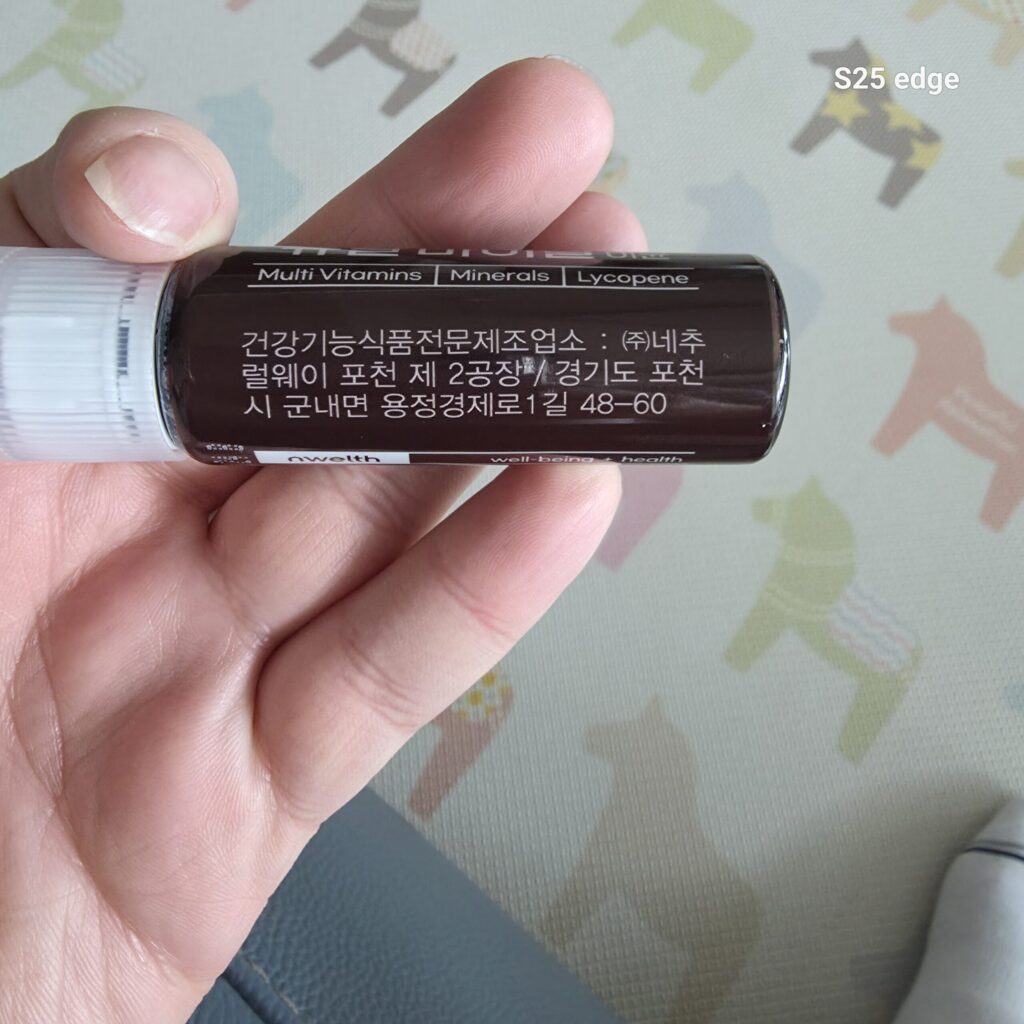 S25 edge
Multi Vitamins | Minerals | Lycopene
건강기능식품전문제조업소 : ㈜네추
럴웨이 포천 제 2공장 / 경기도 포천
시 군내면 용정경제로1길 48-60
nwelth well-being + health